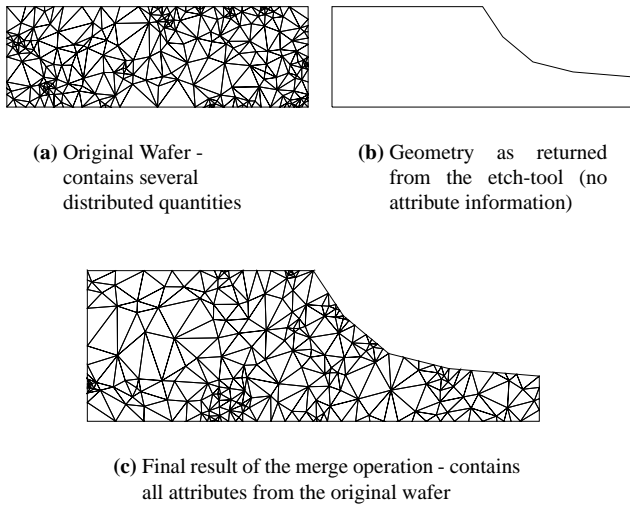 (a) Original Wafer -
contains several
distributed quantities
(b) Geometry as returned
from the etch-tool (no
attribute information)
(c) Final result of the merge operation - contains
all attributes from the original wafer